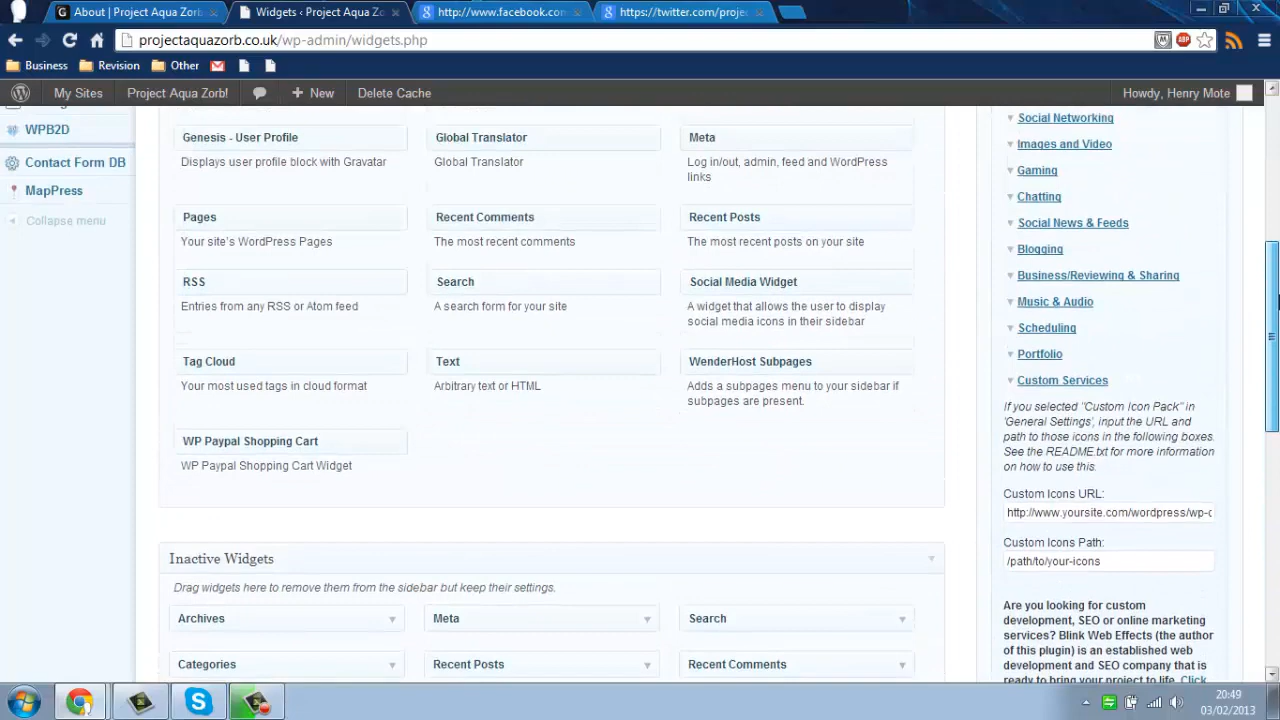 About | Project Aqua Zorb
Widgets ‹ Project Aqua Zo
http://www.facebook.con
https://twitter.com/projec
projectaquazorb.co.uk/wp-admin/widgets.php
Business
Revision
Other
ABP
My Sites
Project Aqua Zorb!
New
Delete Cache
Howdy, Henry Mote
WPB2D
Contact Form DB
MapPress
Collapse menu
Genesis - User Profile
Global Translator
Meta
Displays user profile block with Gravatar
Global Translator
Log in/out, admin, feed and WordPress
links
Pages
Recent Comments
Recent Posts
Your site's WordPress Pages
The most recent comments
The most recent posts on your site
RSS
Search
Social Media Widget
Entries from any RSS or Atom feed
A search form for your site
A widget that allows the user to display
social media icons in their sidebar
Tag Cloud
Text
WenderHost Subpages
Your most used tags in cloud format
Arbitrary text or HTML
Adds a subpages menu to your sidebar if
subpages are present.
WP Paypal Shopping Cart
WP Paypal Shopping Cart Widget
Inactive Widgets
Drag widgets here to remove them from the sidebar but keep their settings.
Archives
Meta
Search
Categories
Recent Posts
Recent Comments
Social Networking
Images and Video
Gaming
Chatting
Social News & Feeds
Blogging
Business/Reviewing & Sharing
Music & Audio
Scheduling
Portfolio
Custom Services
If you selected "Custom Icon Pack" in
'General Settings', input the URL and
path to those icons in the following boxes.
See the README.txt for more information
on how to use this.
Custom Icons URL:
http://www.yoursite.com/wordpress/wp-c
Custom Icons Path:
/path/to/your-icons
Are you looking for custom
development, SEO or online marketing
services? Blink Web Effects (the author
of this plugin) is an established web
development and SEO company that is
ready to bring your project to life. Click
20:49
03/02/2013